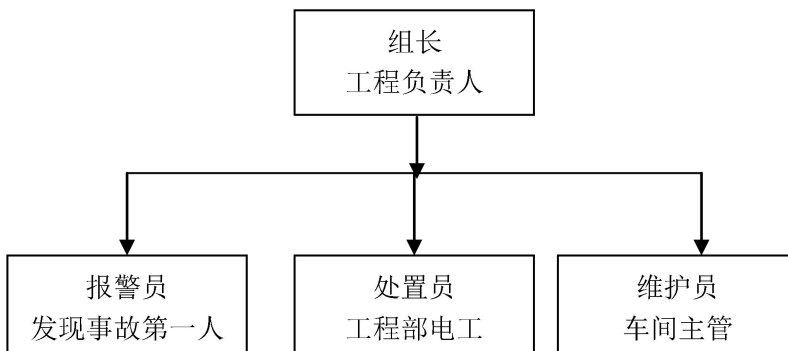 组长
工程负责人
报警员
发现事故第一人
处置员
工程部电工
维护员
车间主管